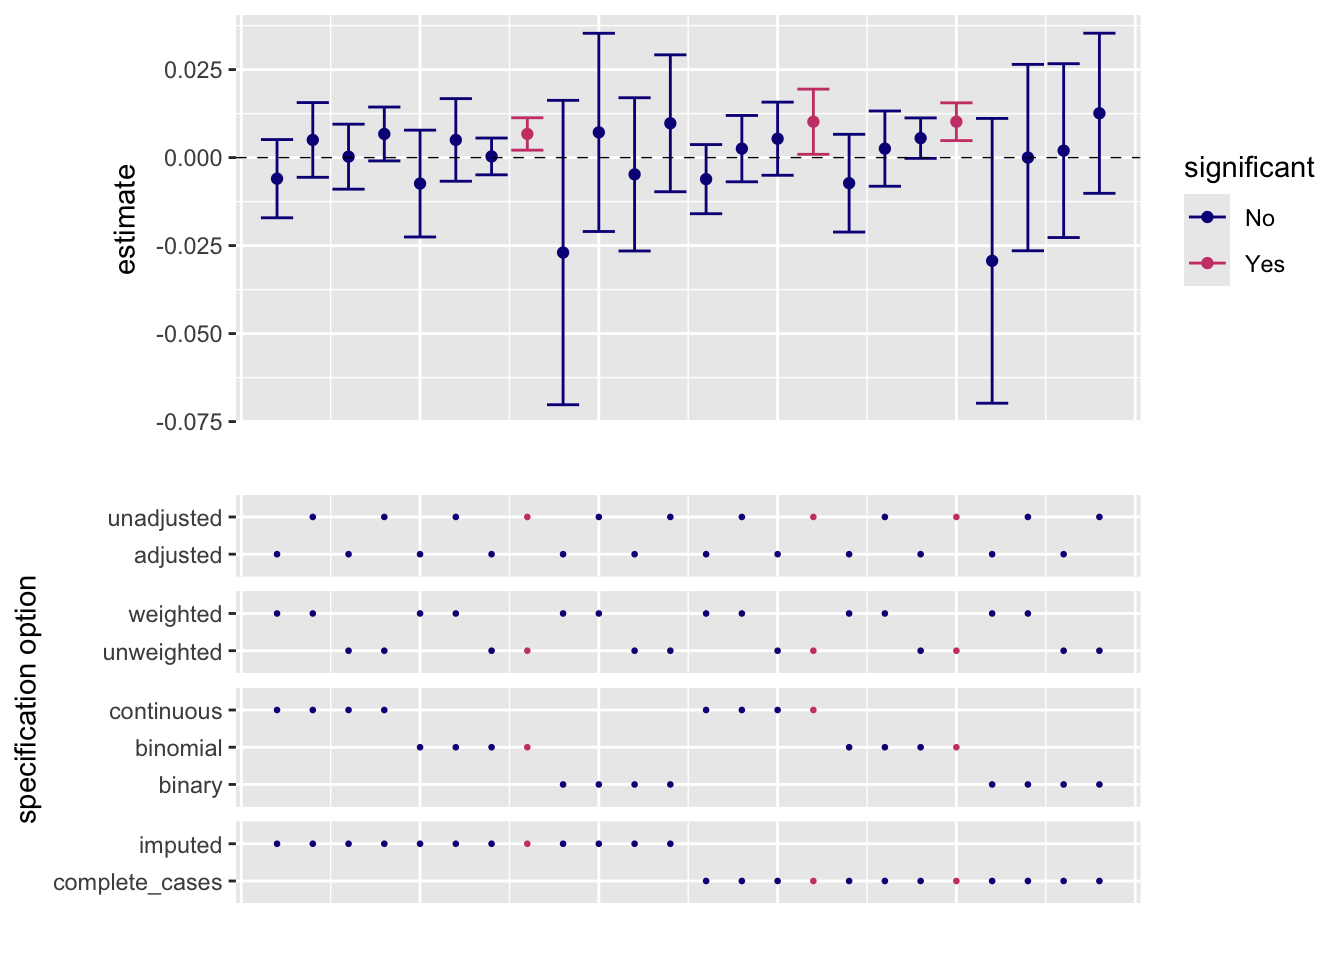 0.025
0.000
-0.025
-0.050
-0.075
estimate
significant
No
Yes
unadjusted
adjusted
weighted
unweighted
continuous
binomial
binary
imputed
complete_cases
specification option